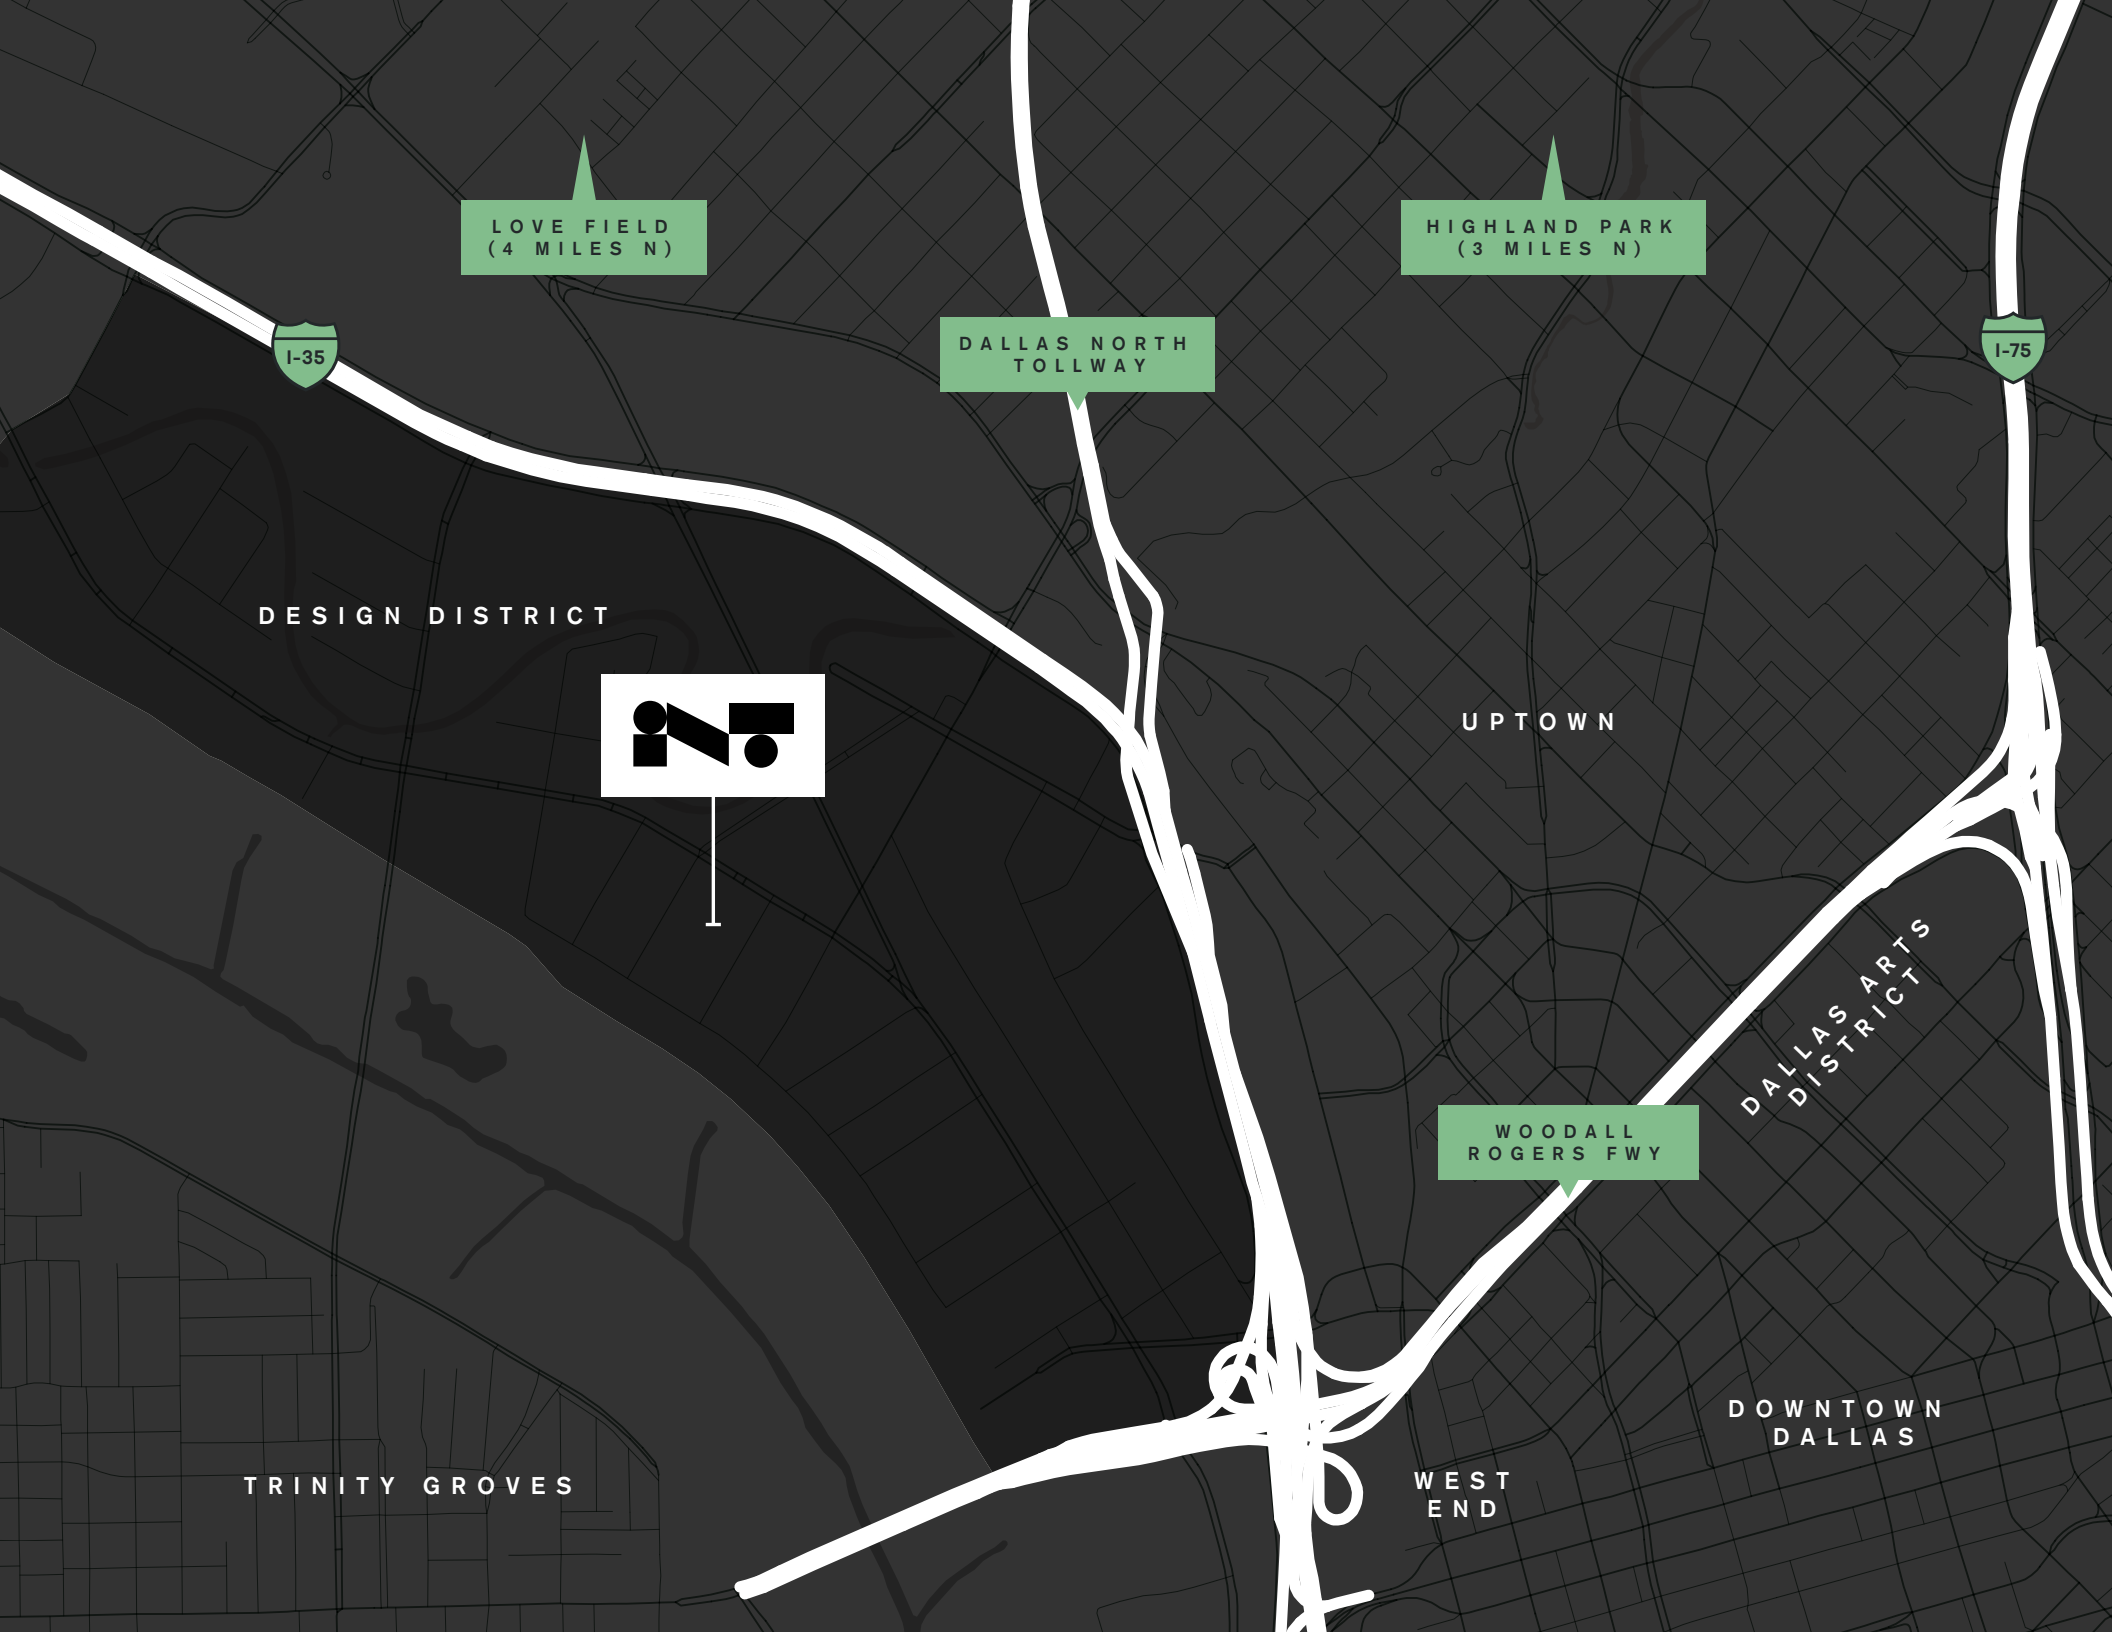 LOVE FIELD
(4 MILES N)
HIGHLAND PARK
(3 MILES N)
DALLAS NORTH
TOLLWAY
I-35
I-75
DESIGN DISTRICT
UPTOWN
DALLAS ARTS
DISTRICT
WOODALL
ROGERS FWY
DOWNTOWN
DALLAS
TRINITY GROVES
WEST
END